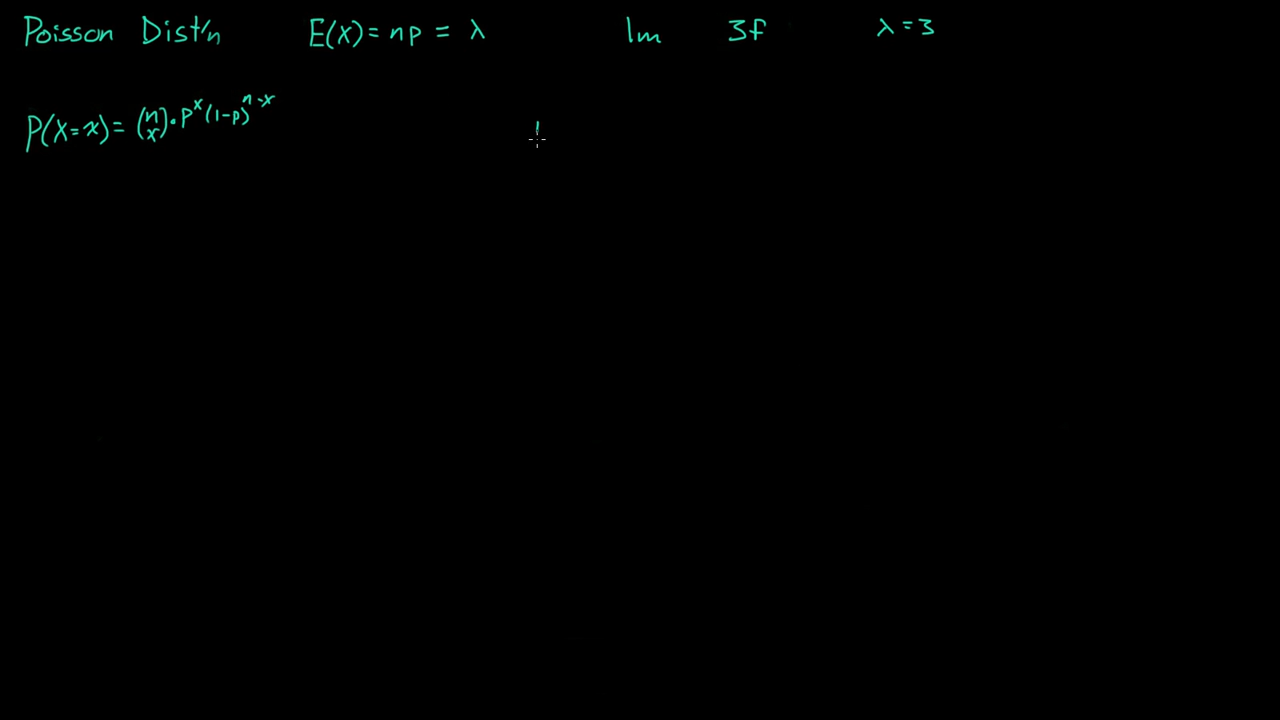 Poisson Dist'n E(X) = np = λ 1m 3f λ = 3
P(X=x) = (n x) · p^x (1-p)^n-x